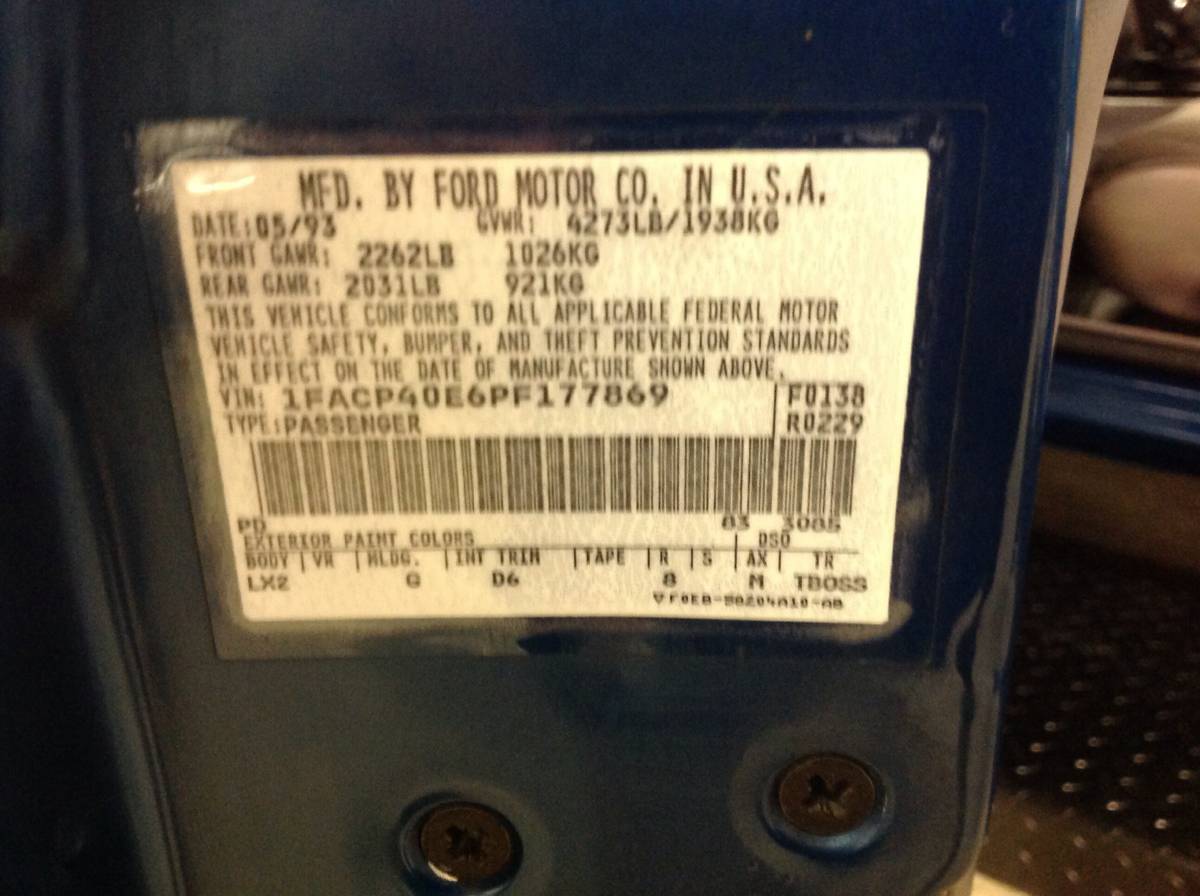 MFD. BY FORD MOTOR CO. IN U.S.A.
DATE:05/93 GVWR: 4273LB/1938KG
FRONT GAWR: 2262LB 1026KG
REAR GAWR: 2031LB 921KG
THIS VEHICLE CONFORMS TO ALL APPLICABLE FEDERAL MOTOR
VEHICLE SAFETY, BUMPER, AND THEFT PREVENTION STANDARDS
IN EFFECT ON THE DATE OF MANUFACTURE SHOWN ABOVE.
VIN: 1FACP40E6PF177869 F0138
TYPE:PASSENGER R0229
PD 83 3085
EXTERIOR PAINT COLORS DSO
BODY | VR | MLDG. | INT TRIM | TAPE | R | S | AX | TR
LX2 G D6 8 M TBOSS